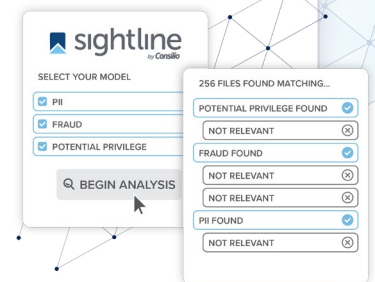 sightline
by Consilio
SELECT YOUR MODEL
PII
FRAUD
POTENTIAL PRIVILEGE
BEGIN ANALYSIS
256 FILES FOUND MATCHING...
POTENTIAL PRIVILEGE FOUND
NOT RELEVANT
FRAUD FOUND
NOT RELEVANT
NOT RELEVANT
PII FOUND
NOT RELEVANT